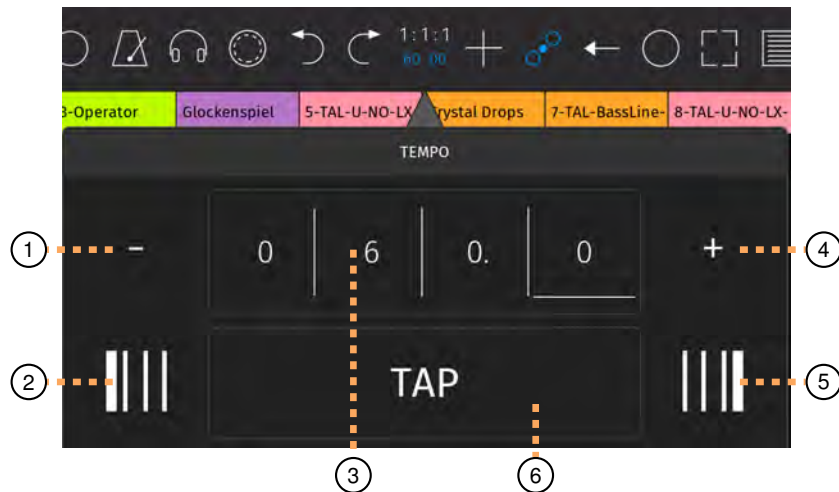 1:1:1
60 00
3-Operator Glockenspiel 5-TAL-U-NO-LX rystal Drops 7-TAL-BassLine- 8-TAL-U-NO-LX-
TEMPO
1 - 0 6 0. 0 + 4
2 TAP 5
3 6